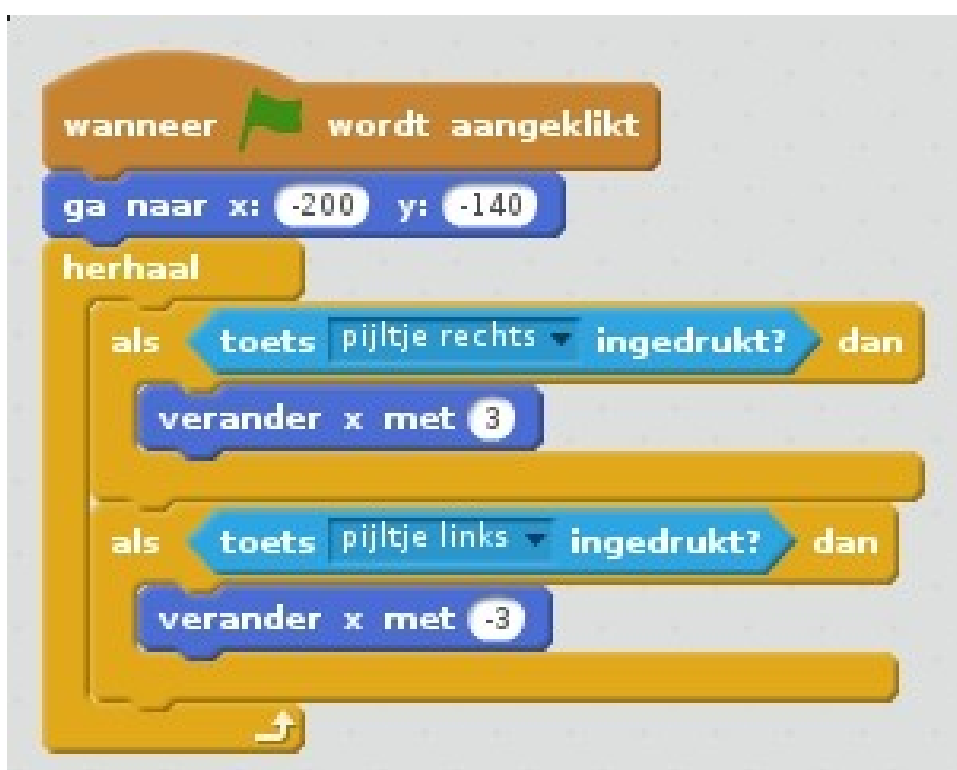 wanneer wordt aangeklikt
ga naar x: -200 y: -140
herhaal
als toets pijltje rechts ingedrukt? dan
verander x met 3
als toets pijltje links ingedrukt? dan
verander x met -3